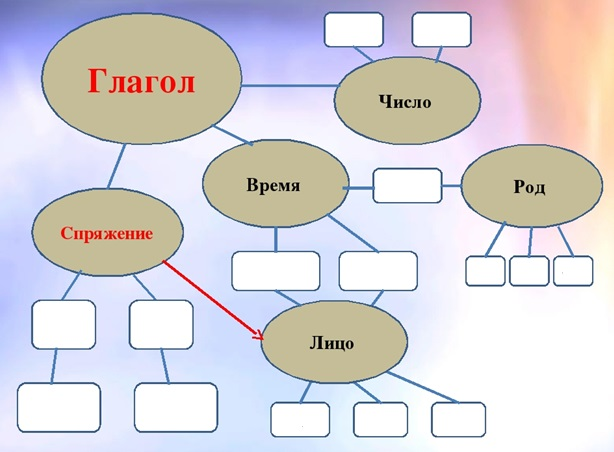 Глагол
Число
Время
Род
Спряжение
Лицо